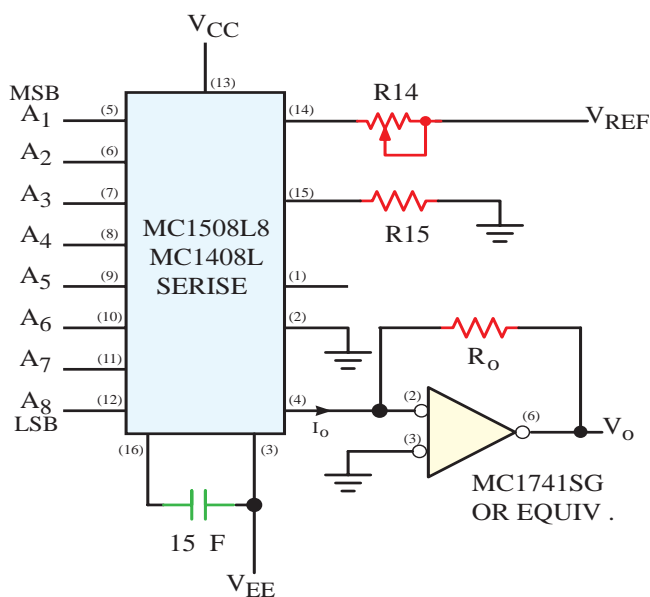 VCC
(13)
MSB
A1 (5)
A2 (6)
A3 (7)
A4 (8)
A5 (9)
A6 (10)
A7 (11)
A8 (12)
LSB
MC1508L8
MC1408L
SERISE
(14)
R14
VREF
(15)
R15
(1)
(2)
(4)
Io
Ro
(2)
(3)
(6)
Vo
MC1741SG
OR EQUIV .
(16)
(3)
15 F
VEE